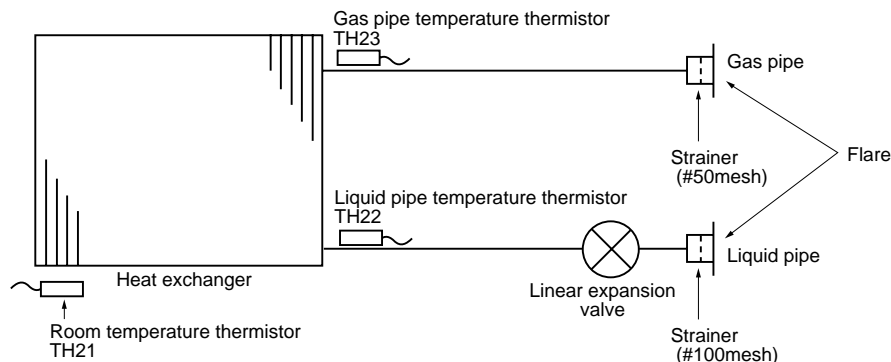 Gas pipe temperature thermistor
TH23
Gas pipe
Strainer
(#50mesh)
Flare
Liquid pipe temperature thermistor
TH22
Heat exchanger
Linear expansion
valve
Liquid pipe
Room temperature thermistor
TH21
Strainer
(#100mesh)